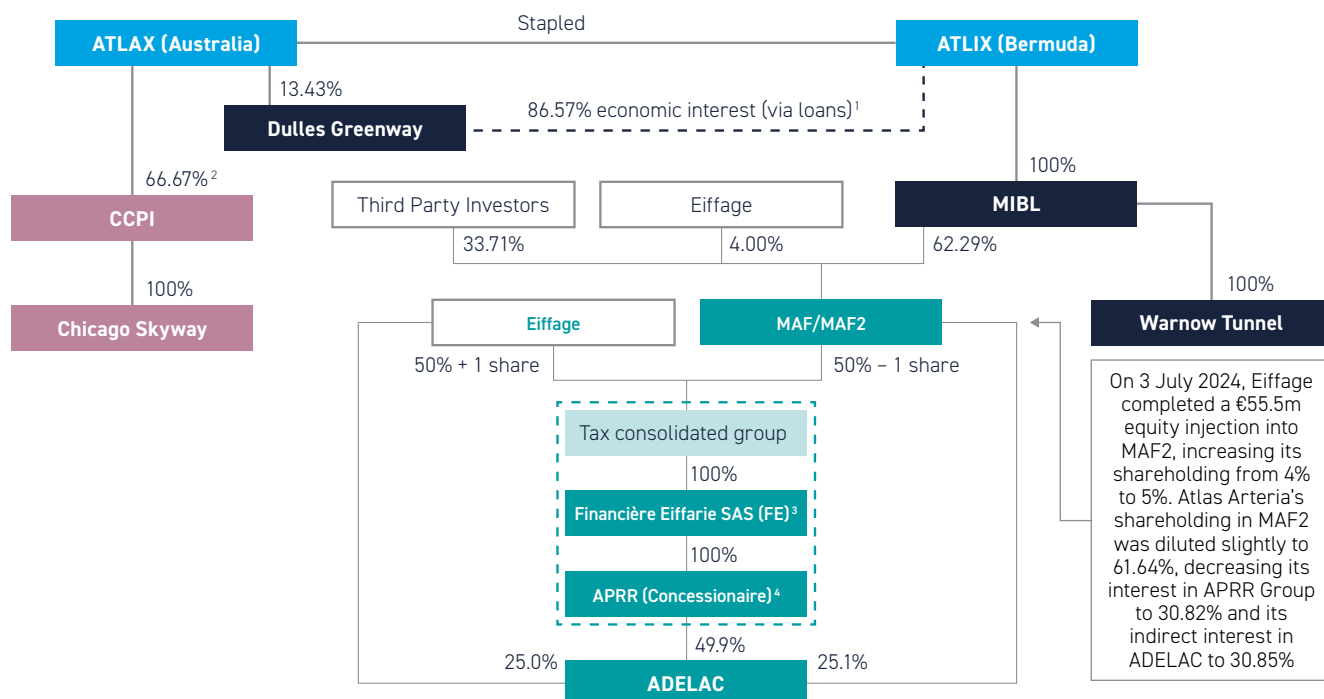 Stapled
ATLAX (Australia)
ATLIX (Bermuda)
13.43%
86.57% economic interest (via loans)¹
Dulles Greenway
66.67%²
100%
CCPI
Third Party Investors
Eiffage
MIBL
33.71%
4.00%
62.29%
100%
100%
Chicago Skyway
Eiffage
MAF/MAF2
Warnow Tunnel
50% + 1 share
50% – 1 share
On 3 July 2024, Eiffage
completed a €55.5m
equity injection into
MAF2, increasing its
shareholding from 4%
to 5%. Atlas Arteria's
shareholding in MAF2
was diluted slightly to
61.64%, decreasing its
interest in APRR Group
to 30.82% and its
indirect interest in
ADELAC to 30.85%
Tax consolidated group
100%
Financière Eiffarie SAS (FE)³
100%
APRR (Concessionaire)⁴
49.9%
25.0%
25.1%
ADELAC